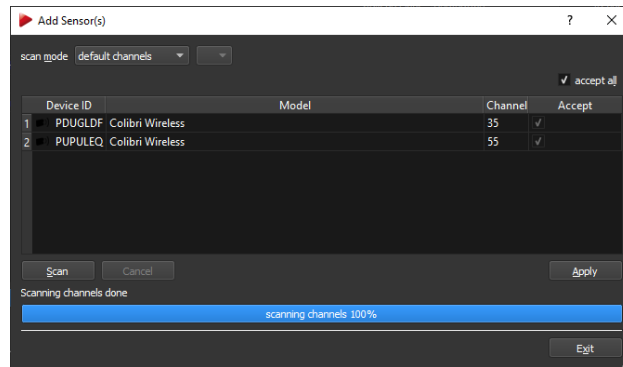 Add Sensor(s) ?
scan mode default channels
accept all
Device ID Model Channel Accept
1 PDUGLDF Colibri Wireless 35
2 PUPULEQ Colibri Wireless 55
Scan Cancel Apply
Scanning channels done
scanning channels 100%
Exit